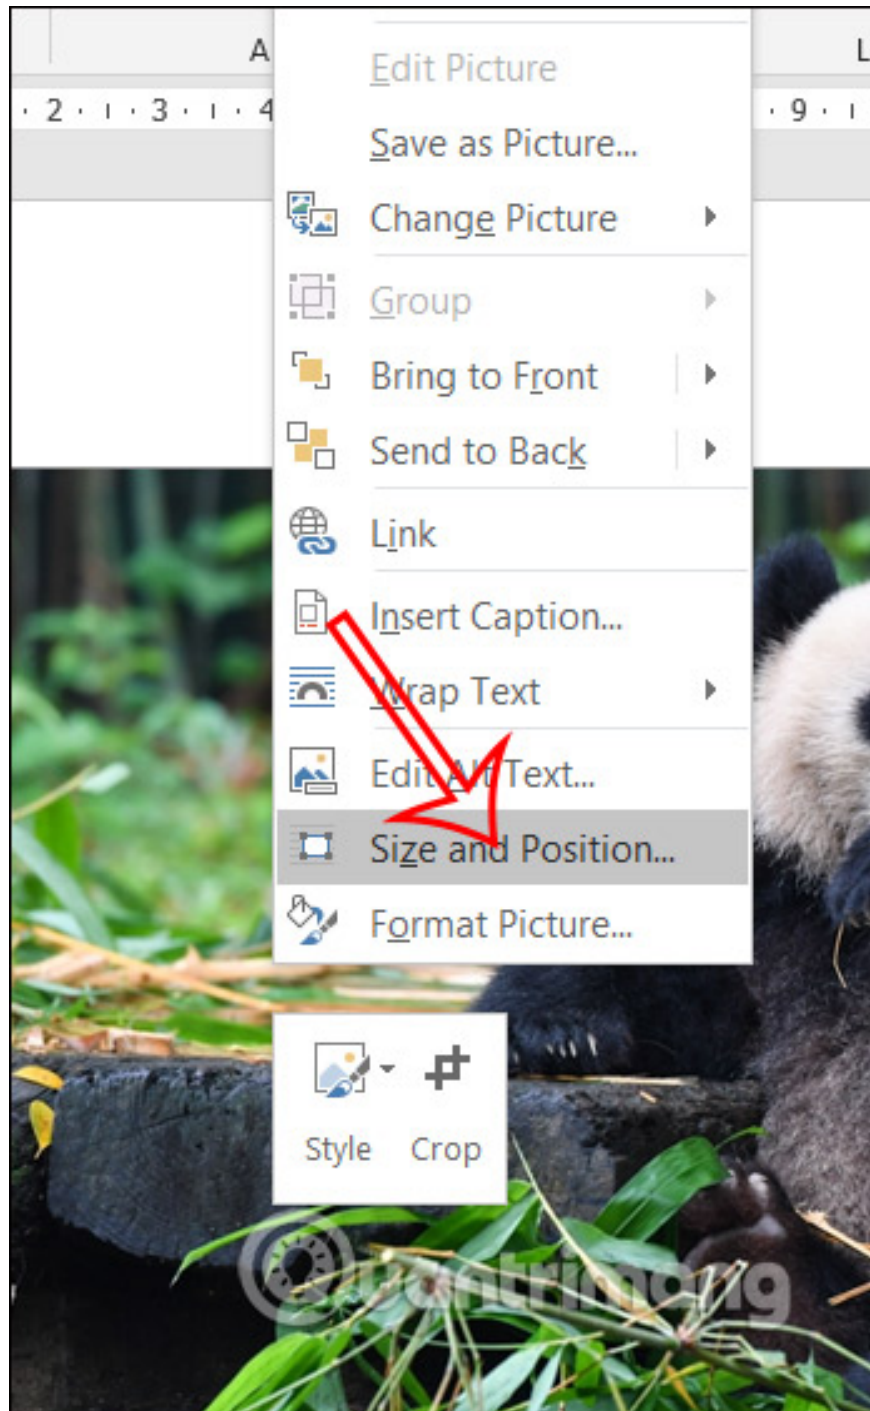 A
L
2 3 4
9
Edit Picture
Save as Picture...
Change Picture
Group
Bring to Front
Send to Back
Link
Insert Caption...
Wrap Text
Edit Alt Text...
Size and Position...
Format Picture...
Style Crop
Quantrimang